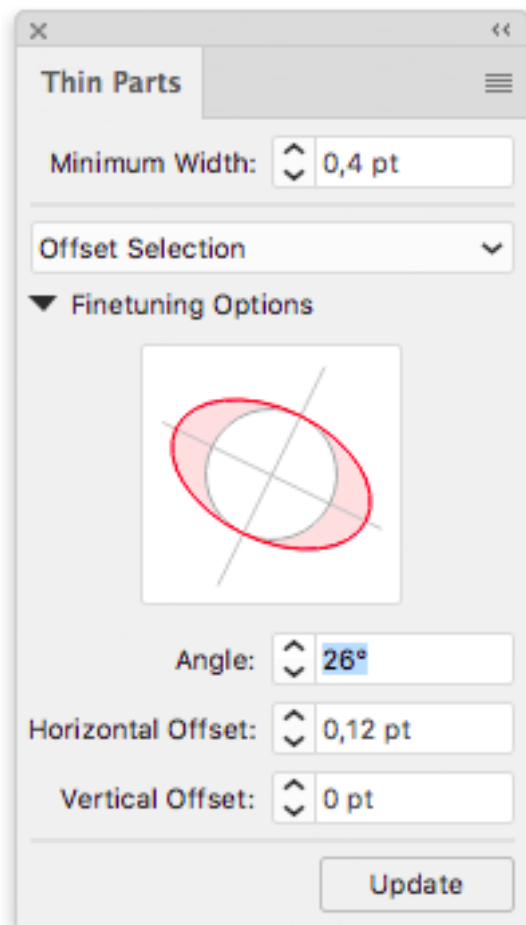 Thin Parts
Minimum Width: 0,4 pt
Offset Selection
Finetuning Options
Angle: 26°
Horizontal Offset: 0,12 pt
Vertical Offset: 0 pt
Update